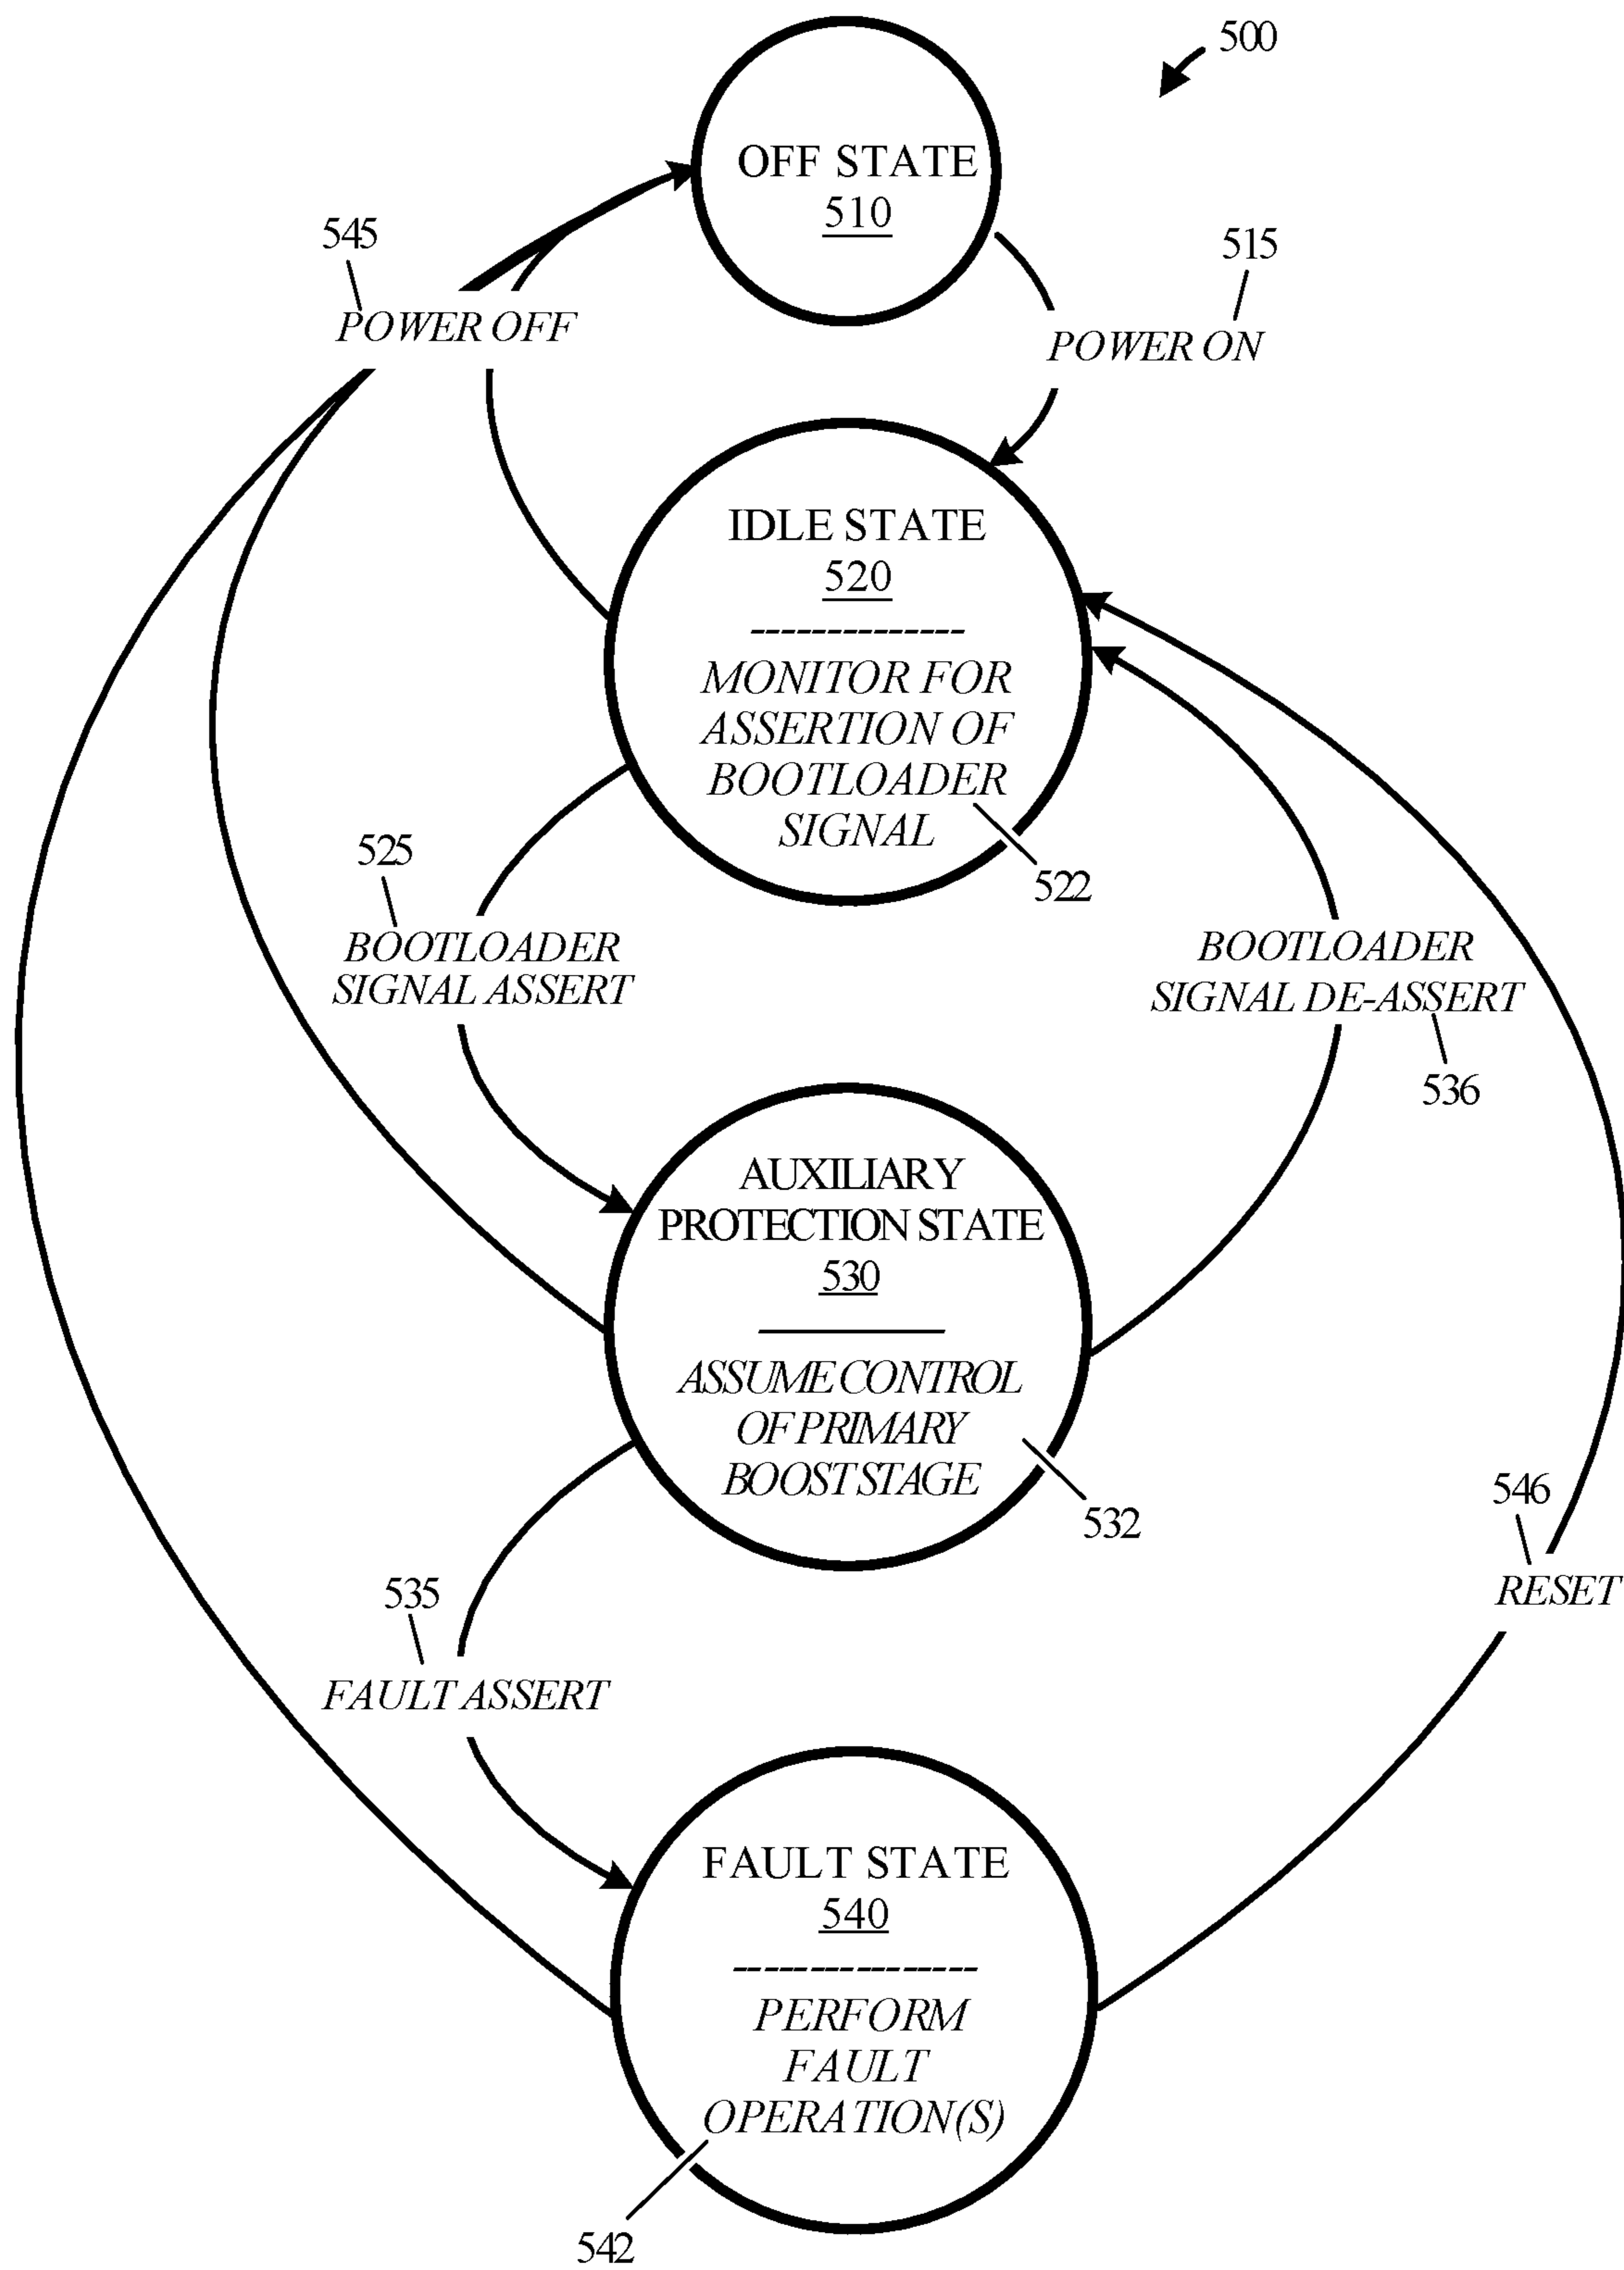 500
OFF STATE
510
545
POWER OFF
515
POWER ON
IDLE STATE
520
--------------
MONITOR FOR
ASSERTION OF
BOOTLOADER
SIGNAL
522
525
BOOTLOADER
SIGNAL ASSERT
BOOTLOADER
SIGNAL DE-ASSERT
536
AUXILIARY
PROTECTION STATE
530
ASSUME CONTROL
OF PRIMARY
BOOST STAGE
532
546
RESET
535
FAULT ASSERT
FAULT STATE
540
----------------
PERFORM
FAULT
OPERATION(S)
542